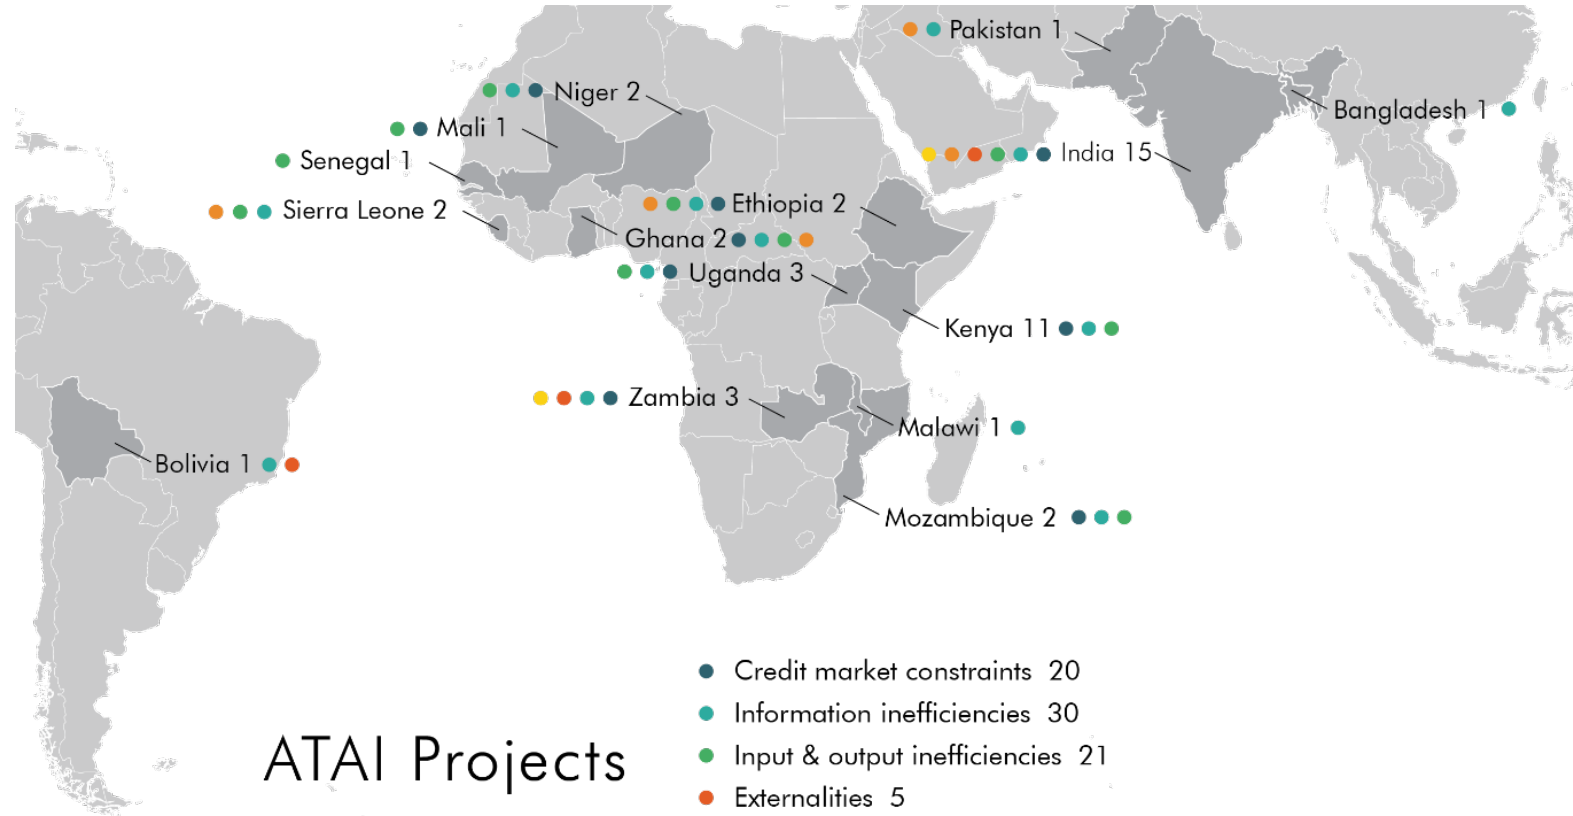 Pakistan 1
Niger 2
Bangladesh 1
Mali 1
India 15
Senegal 1
Ethiopia 2
Sierra Leone 2
Ghana 2
Uganda 3
Kenya 11
Zambia 3
Malawi 1
Bolivia 1
Mozambique 2
Credit market constraints 20
Information inefficiencies 30
Input & output inefficiencies 21
Externalities 5
ATAI Projects